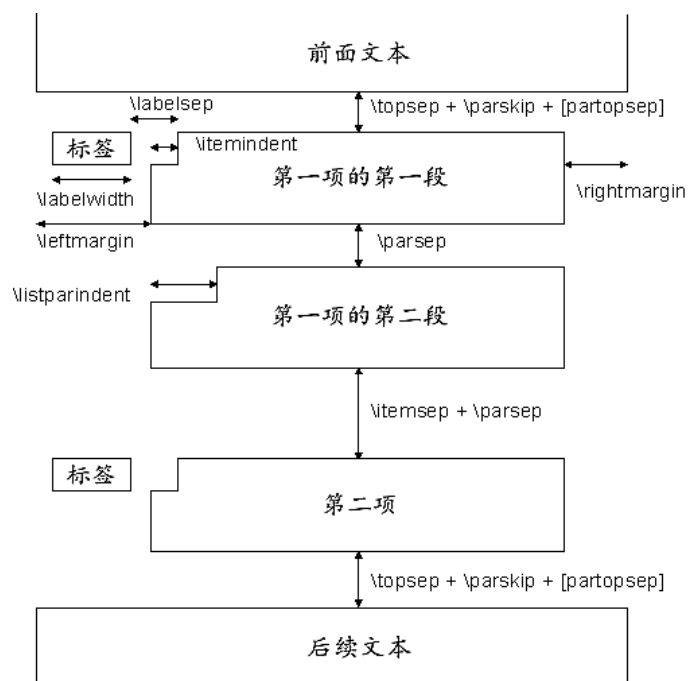 前面文本
\labelsep
\topsep + \parskip + [partopsep]
标签
\itemindent
第一项的第一段
\labelwidth
\rightmargin
\leftmargin
\parsep
\listparindent
第一项的第二段
\itemsep + \parsep
标签
第二项
\topsep + \parskip + [partopsep]
后续文本